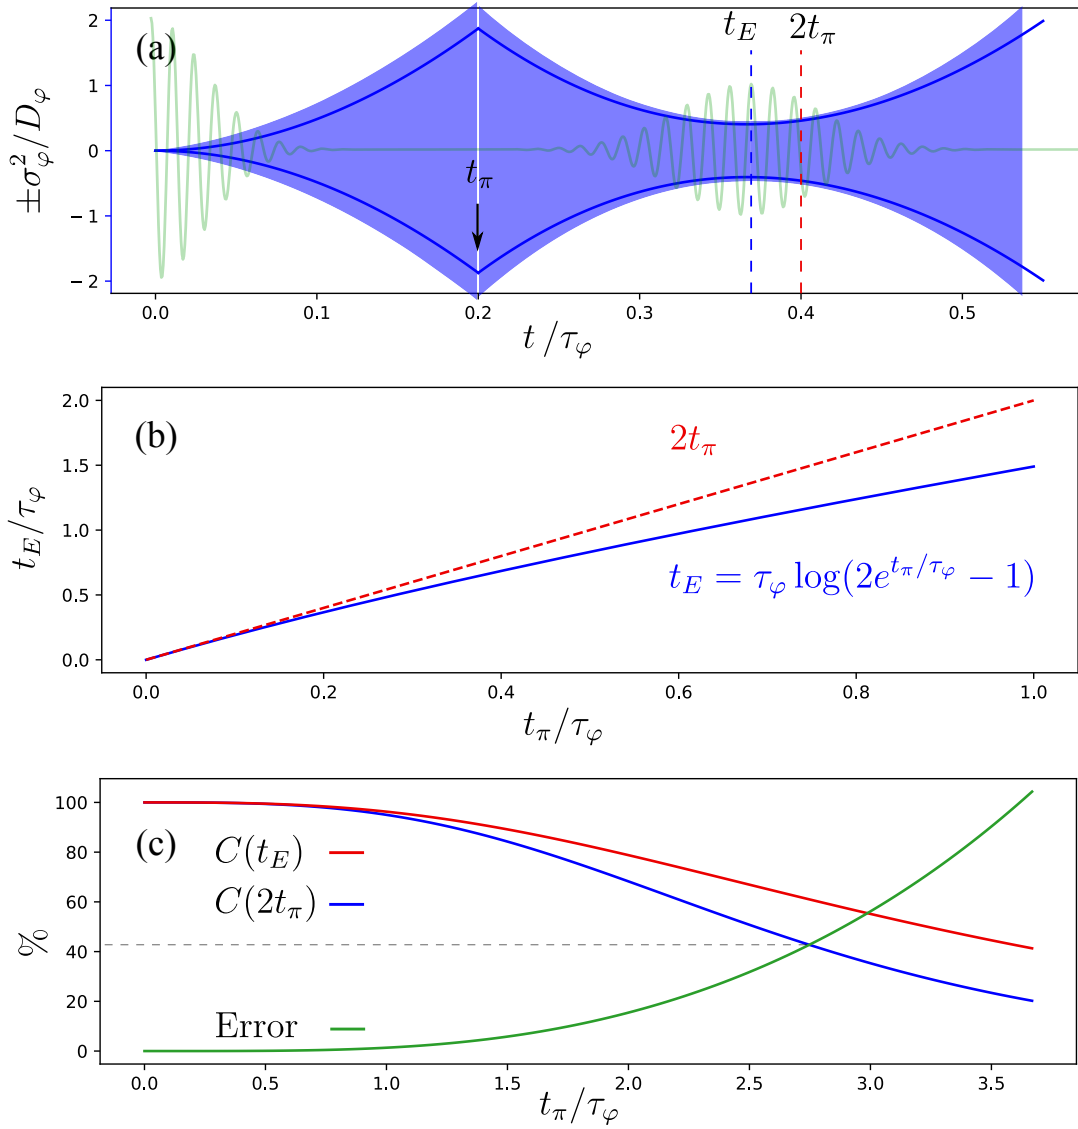 (a)
t_E
2t_π
±σ_φ^2/D_φ
2
1
0
−1
−2
t_π
0.0 0.1 0.2 0.3 0.4 0.5
t/τ_φ
(b)
t_E/τ_φ
2.0
1.5
1.0
0.5
0.0
2t_π
t_E = τ_φ log(2e^{t_π/τ_φ} − 1)
0.0 0.2 0.4 0.6 0.8 1.0
t_π/τ_φ
(c)
%
100
80
60
40
20
0
C(t_E)
C(2t_π)
Error
0.0 0.5 1.0 1.5 2.0 2.5 3.0 3.5
t_π/τ_φ